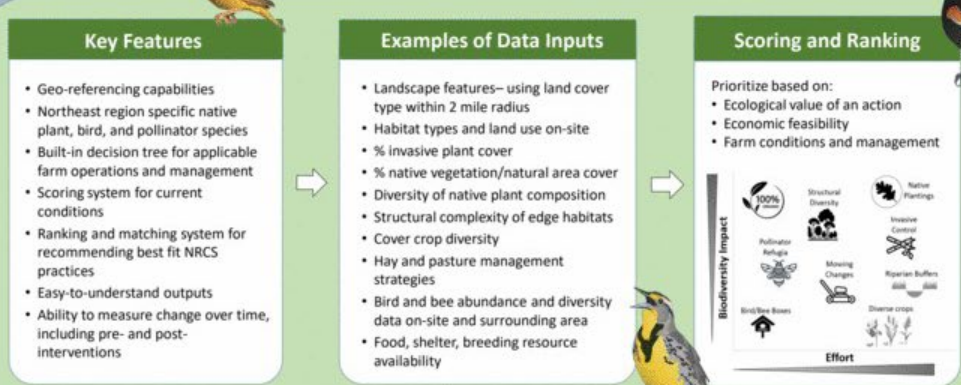 Key Features
• Geo-referencing capabilities
• Northeast region specific native
plant, bird, and pollinator species
• Built-in decision tree for applicable
farm operations and management
• Scoring system for current
conditions
• Ranking and matching system for
recommending best fit NRCS
practices
• Easy-to-understand outputs
• Ability to measure change over time,
including pre- and post-
interventions
Examples of Data Inputs
• Landscape features– using land cover
type within 2 mile radius
• Habitat types and land use on-site
• % invasive plant cover
• % native vegetation/natural area cover
• Diversity of native plant composition
• Structural complexity of edge habitats
• Cover crop diversity
• Hay and pasture management
strategies
• Bird and bee abundance and diversity
data on-site and surrounding area
• Food, shelter, breeding resource
availability
Scoring and Ranking
Prioritize based on:
• Ecological value of an action
• Economic feasibility
• Farm conditions and management
Biodiversity Impact
100%
Structural
Diversity
Native
Plantings
Pollinator
Refugia
Invasive
Control
Mowing
Changes
Riparian Buffers
Bird/Bee Boxes
Diverse crops
Effort